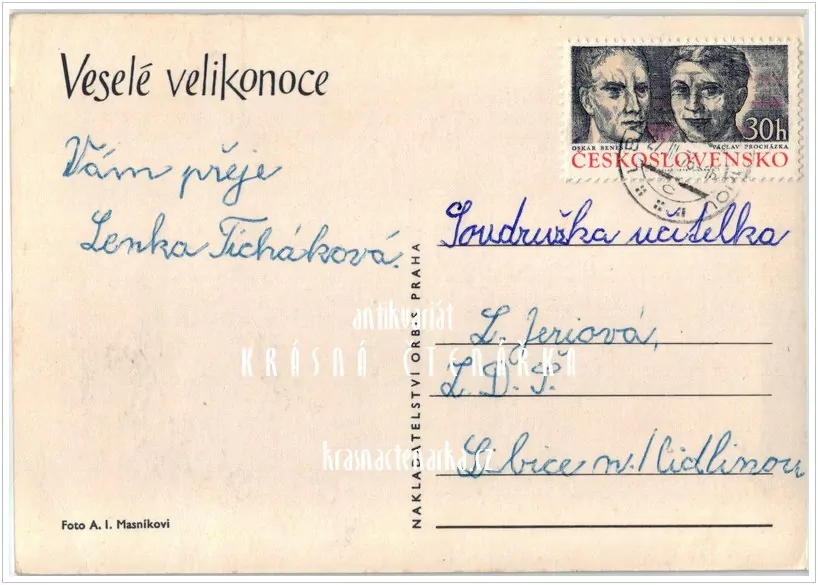 Veselé velikonoce
Vám přeje
Lenka Ticháková.
Foto A. I. Masníkovi
NAKLADATELSTVÍ ORBIS PRAHA
30h
OSKAR BENEŠ VÁCLAV PROCHÁZKA
ČESKOSLOVENSKO
Soudružka učitelka
L. Jeriová,
Z.D.Š.
Libice n./Cidlinou
antikvariát
KRÁSNÁ ČTENÁŘKA
krasnactenarka.cz